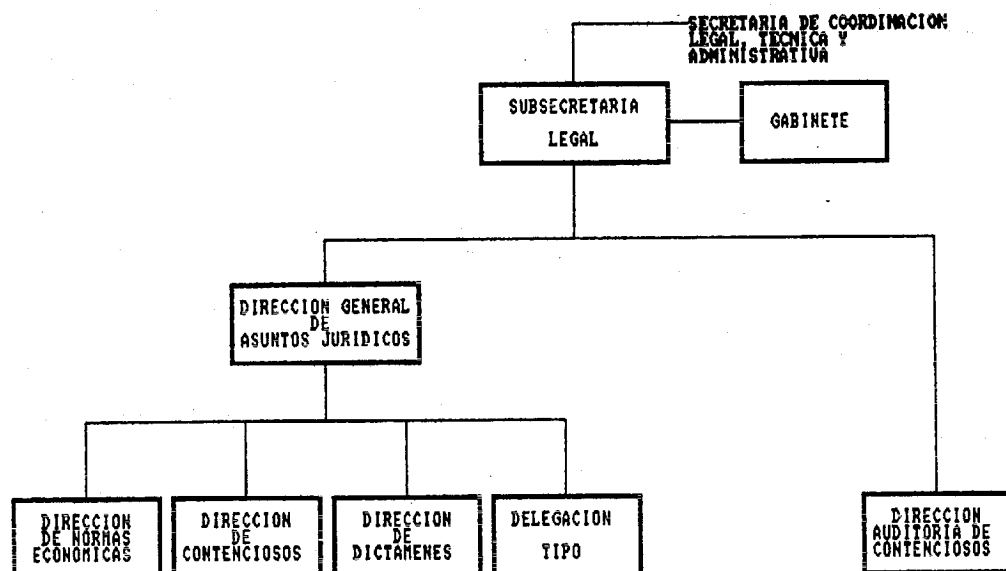 SECRETARIA DE COORDINACION
LEGAL, TECNICA Y
ADMINISTRATIVA
SUBSECRETARIA
LEGAL
GABINETE
DIRECCION GENERAL
DE
ASUNTOS JURIDICOS
DIRECCION
DE NORMAS
ECONOMICAS
DIRECCION
DE
CONTENCIOSOS
DIRECCION
DE
DICTAMENES
DELEGACION
TIPO
DIRECCION
AUDITORIA DE
CONTENCIOSOS